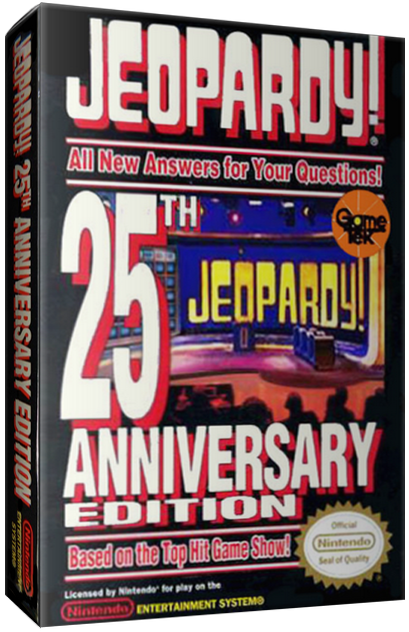 JEOPARDY!
®
All New Answers for Your Questions!
25TH
Game
Tek
JEOPARDY!
ANNIVERSARY
EDITION
Based on the Top Hit Game Show!
Official
Nintendo
Seal of Quality
Licensed by Nintendo® for play on the
Nintendo ENTERTAINMENT SYSTEM®
JEOPARDY! 25TH ANNIVERSARY EDITION
Nintendo
ENTERTAINMENT
SYSTEM®